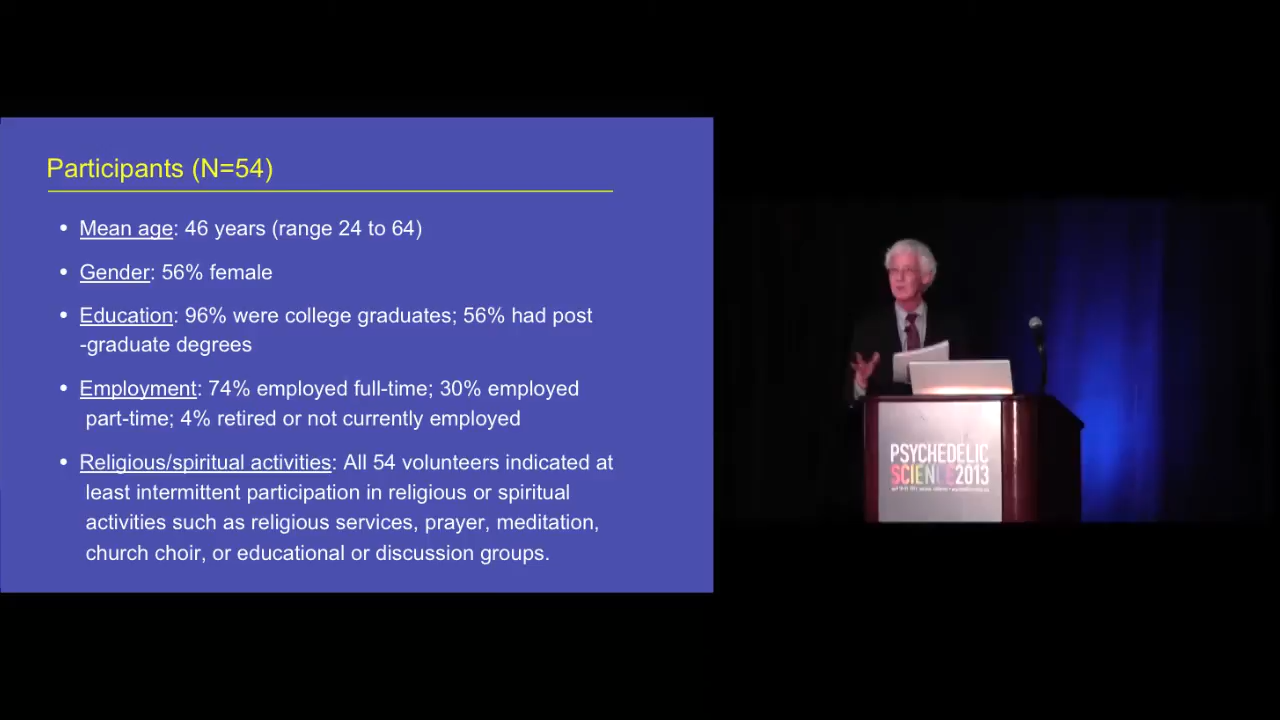 Participants (N=54)
• Mean age: 46 years (range 24 to 64)
• Gender: 56% female
• Education: 96% were college graduates; 56% had post
-graduate degrees
• Employment: 74% employed full-time; 30% employed
part-time; 4% retired or not currently employed
• Religious/spiritual activities: All 54 volunteers indicated at
least intermittent participation in religious or spiritual
activities such as religious services, prayer, meditation,
church choir, or educational or discussion groups.
PSYCHEDELIC
SCIENCE2013